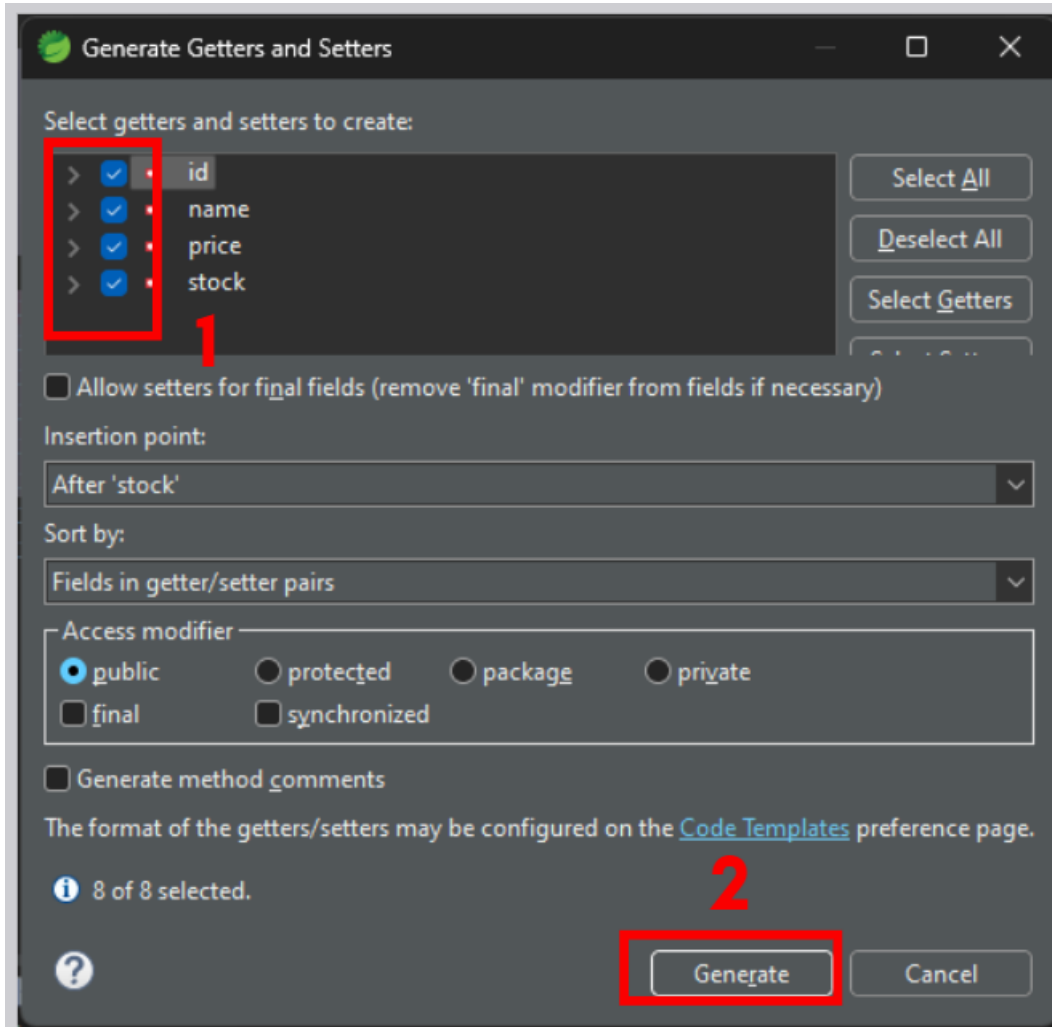 Generate Getters and Setters
Select getters and setters to create:
id
name
price
stock
Select All
Deselect All
Select Getters
1
Allow setters for final fields (remove 'final' modifier from fields if necessary)
Insertion point:
After 'stock'
Sort by:
Fields in getter/setter pairs
Access modifier
public protected package private
final synchronized
Generate method comments
The format of the getters/setters may be configured on the Code Templates preference page.
8 of 8 selected.
2
? Generate Cancel